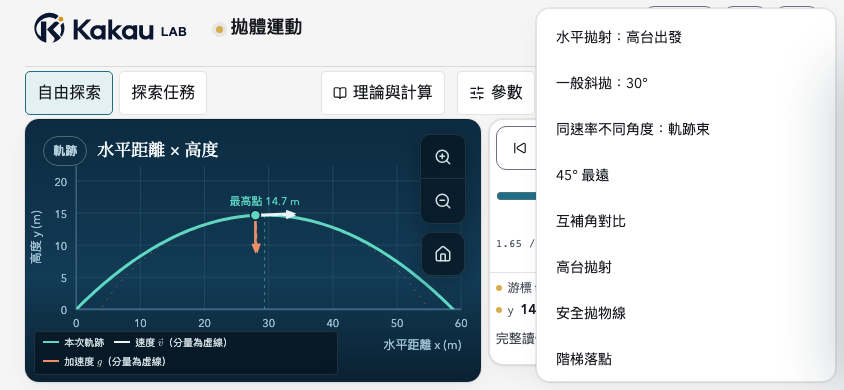 Kakau LAB
拋體運動
自由探索
探索任務
理論與計算
參數
軌跡
水平距離 × 高度
最高點 14.7 m
高度 y (m)
20
15
10
5
0
0
10
20
30
40
50
60
水平距離 x (m)
本次軌跡
速度 v⃗（分量為虛線）
加速度 g（分量為虛線）
1.65 /
游標
y 14
完整讀
水平拋射：高台出發
一般斜拋：30°
同速率不同角度：軌跡束
45° 最遠
互補角對比
高台拋射
安全拋物線
階梯落點